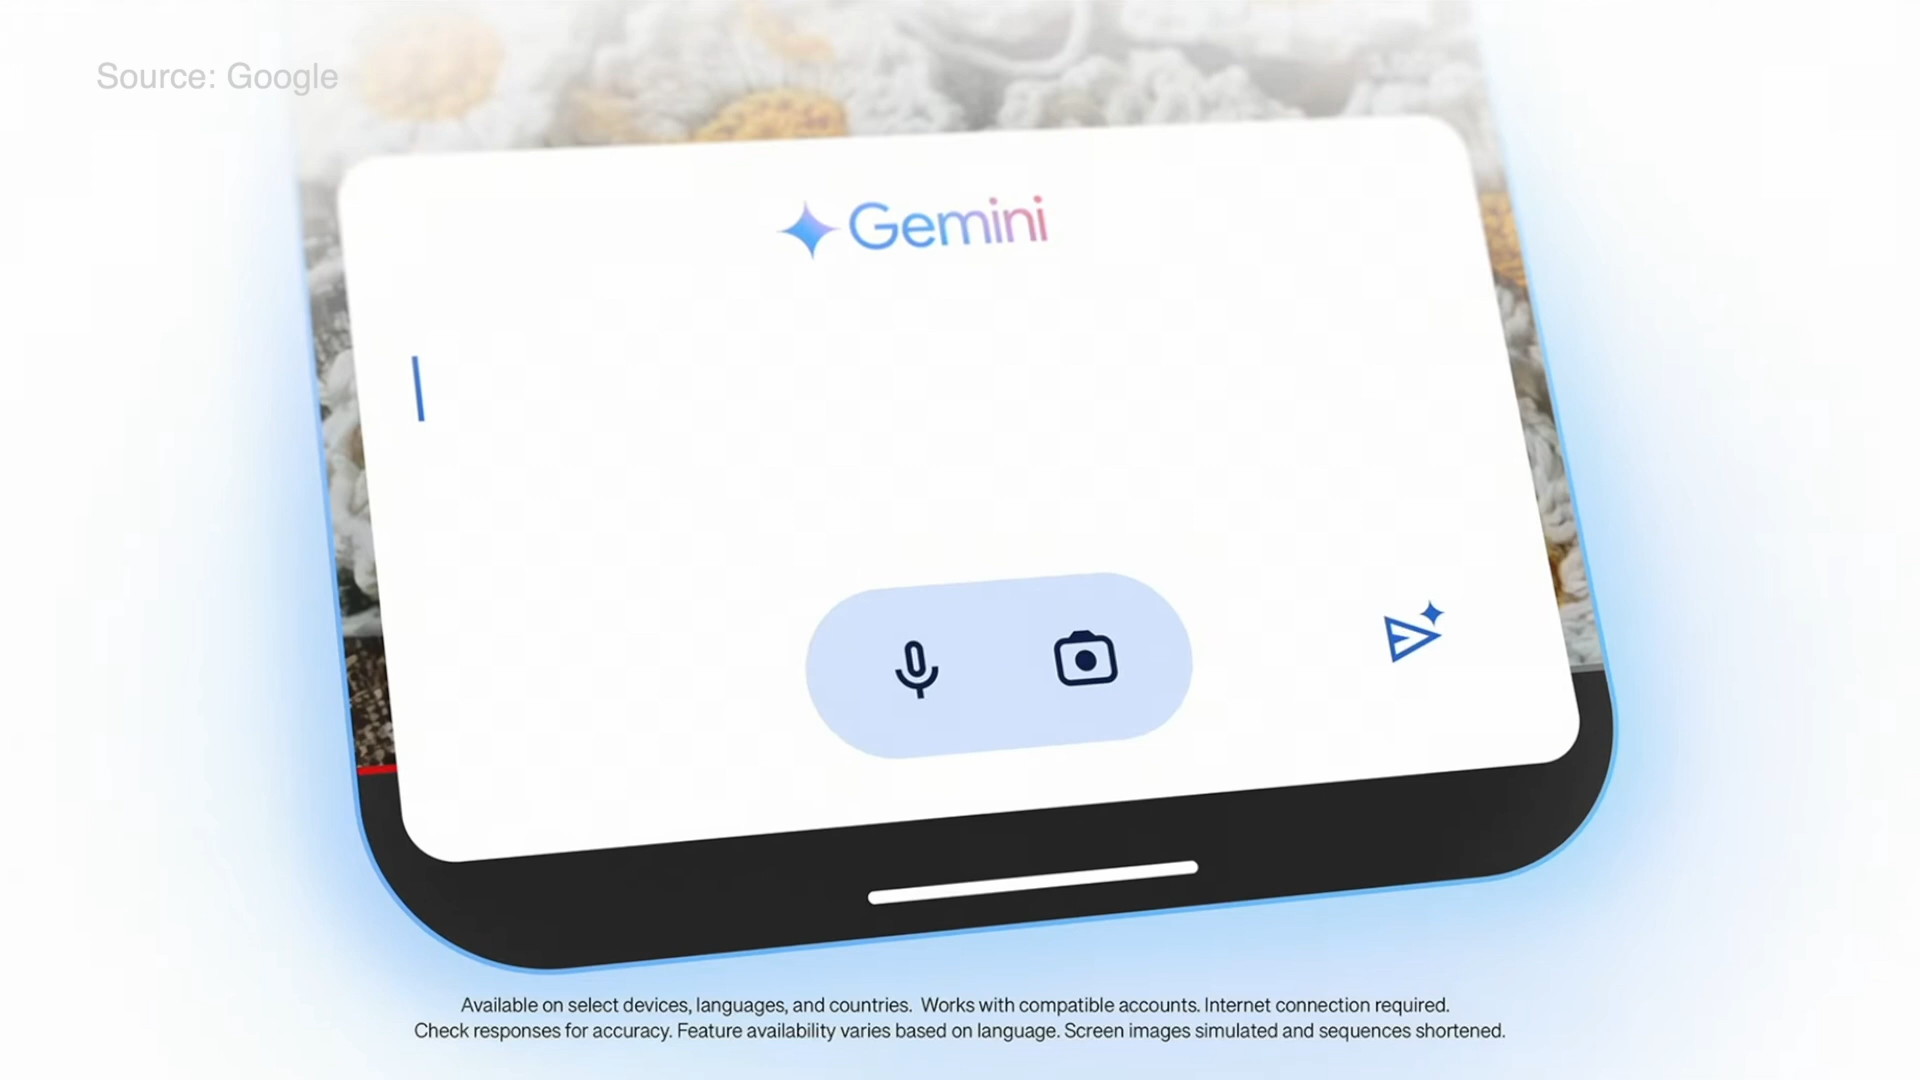 Source: Google
Gemini
Available on select devices, languages, and countries. Works with compatible accounts. Internet connection required.
Check responses for accuracy. Feature availability varies based on language. Screen images simulated and sequences shortened.